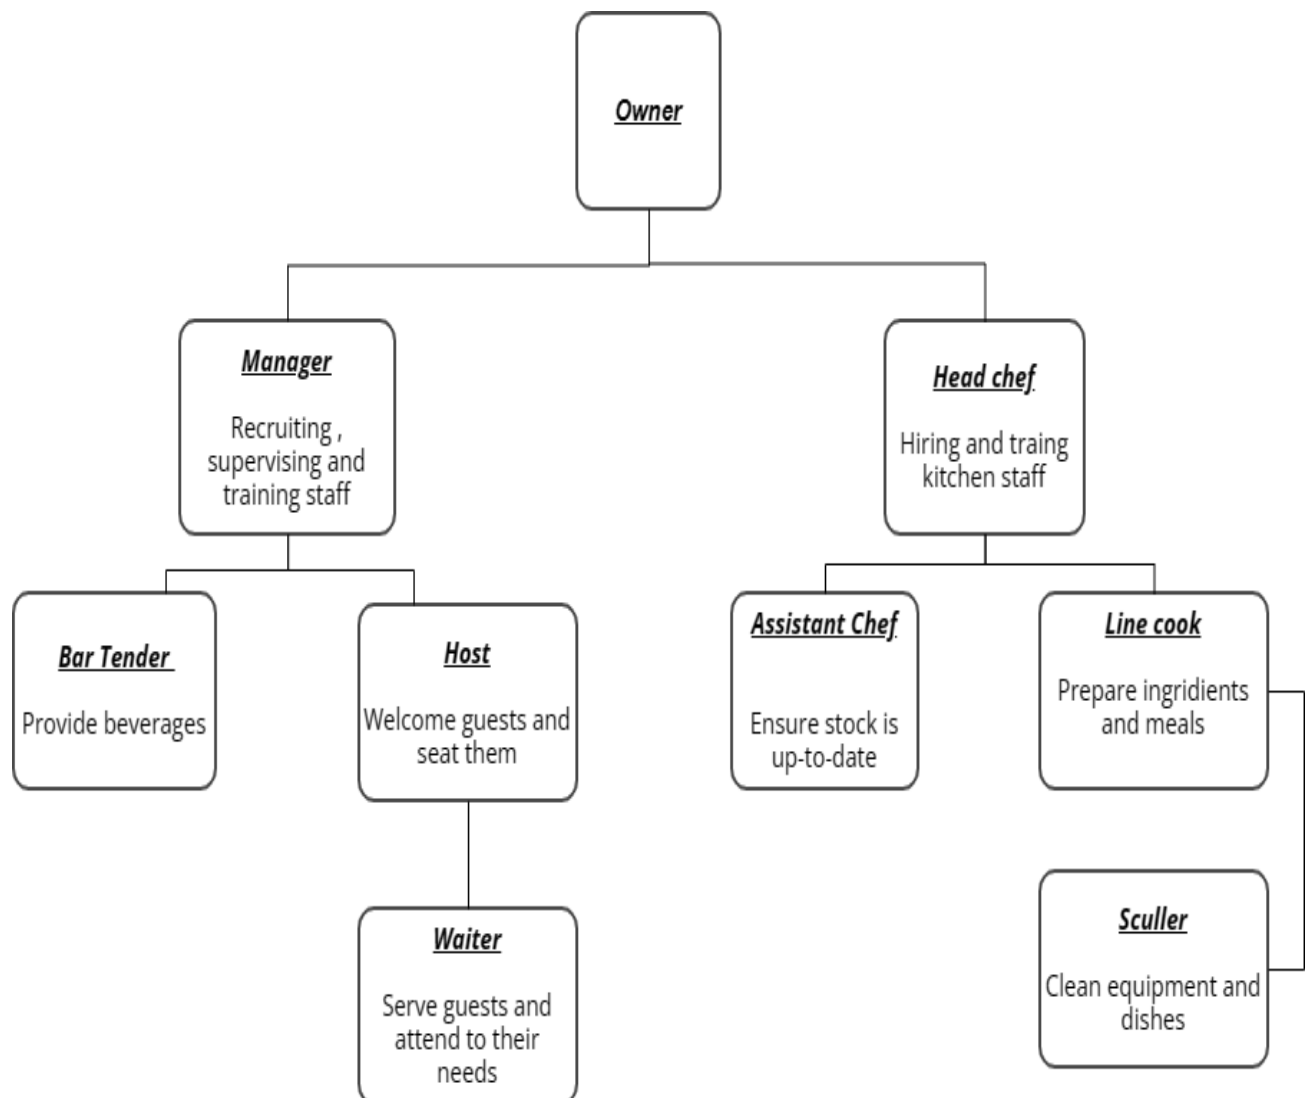 Owner
Manager
Recruiting ,
supervising and
training staff
Head chef
Hiring and traing
kitchen staff
Bar Tender
Provide beverages
Host
Welcome guests and
seat them
Assistant Chef
Ensure stock is
up-to-date
Line cook
Prepare ingridients
and meals
Waiter
Serve guests and
attend to their
needs
Sculler
Clean equipment and
dishes